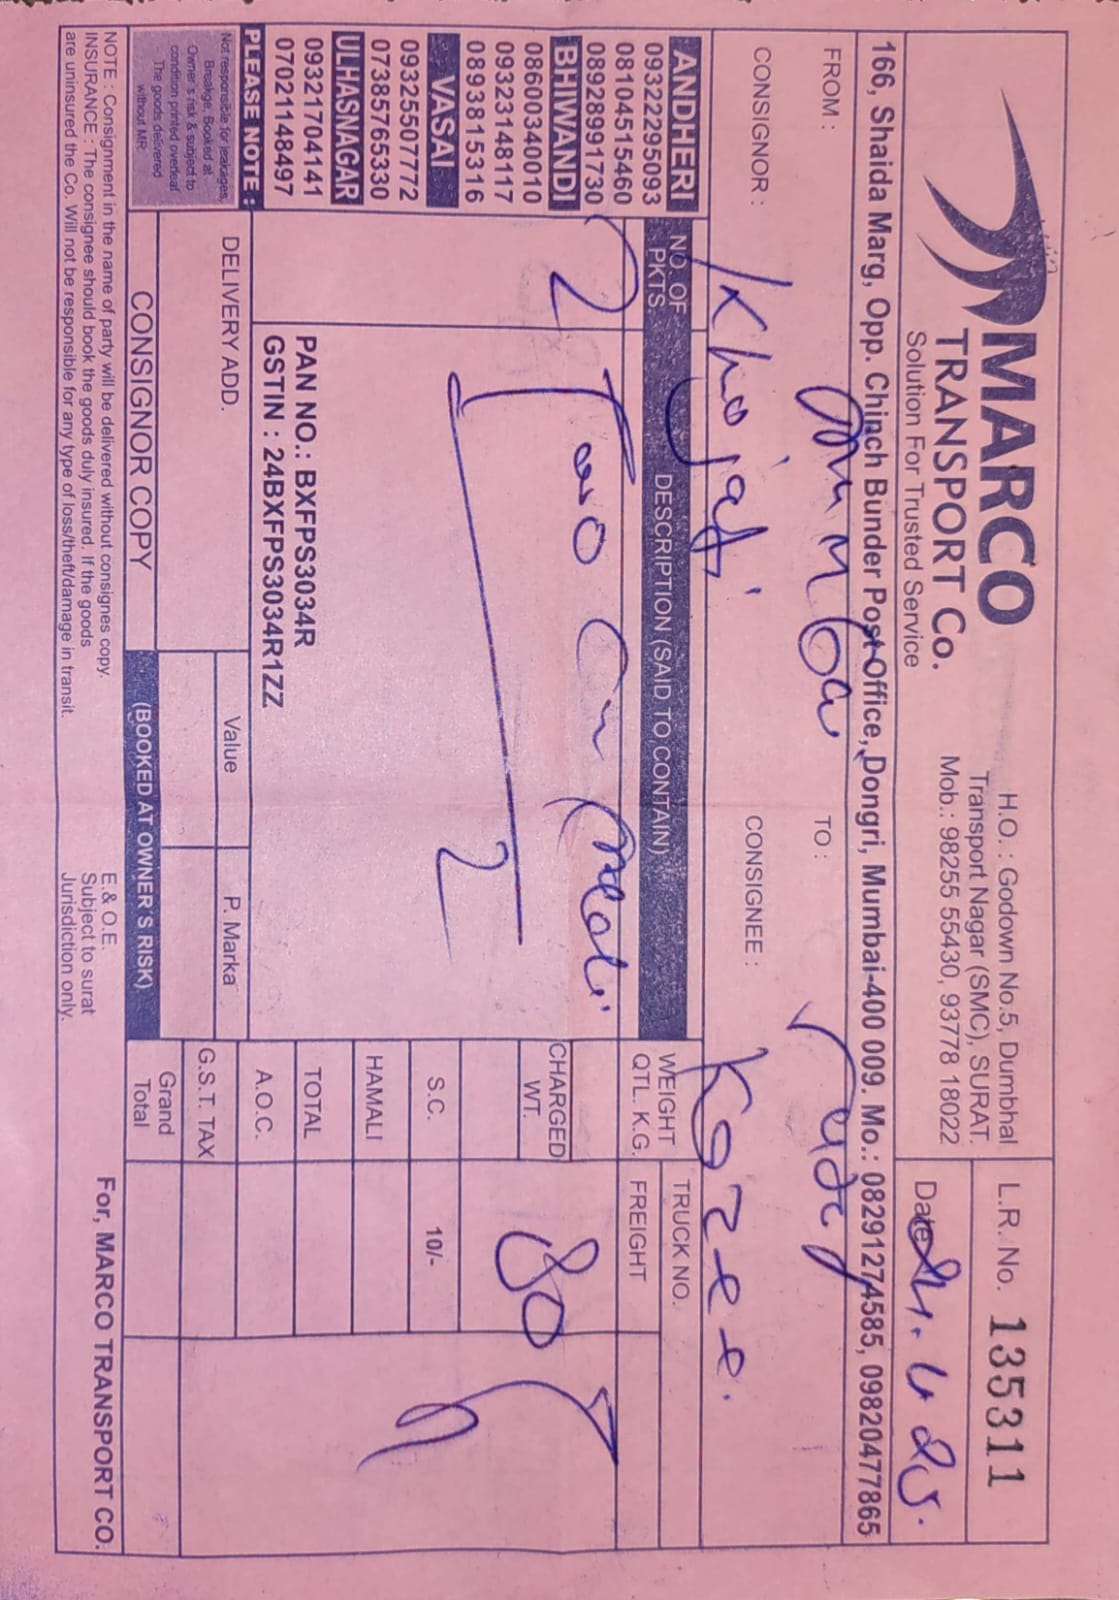 MARCO
TRANSPORT Co.
Solution For Trusted Service
H.O. : Godown No.5, Dumbhal
Transport Nagar (SMC), SURAT.
Mob.: 98255 55430, 93778 18022
L.R. No. 135311
Date
166, Shaida Marg, Opp. Chinch Bunder Post Office, Dongri, Mumbai-400 009. Mo.: 08291274585, 09820477865
FROM : Mumbai TO :
CONSIGNOR : Khojati CONSIGNEE : Kozee.
ANDHERI
09322295093
08104515460
08928991730
BHIWANDI
08600340010
09323148117
08938815316
VASAI
09325507772
07385765330
ULHASNAGAR
09321704141
07021148497
PLEASE NOTE :
Not responsible for leakages,
Breakge, Booked at
Owner's risk & subject to
condition printed overleaf
- The goods delivered
without MR.
NO. OF PKTS
2
DESCRIPTION (SAID TO CONTAIN)
Two
2
PAN NO.: BXFPS3034R
GSTIN : 24BXFPS3034R1ZZ
WEIGHT QTL. K.G.
TRUCK NO.
FREIGHT
CHARGED WT.
80
S.C. 10/-
HAMALI
TOTAL
A.O.C.
G.S.T. TAX
Grand Total
DELIVERY ADD.
Value
P. Marka
CONSIGNOR COPY
(BOOKED AT OWNER'S RISK)
NOTE : Consignment in the name of party will be delivered without consignes copy.
INSURANCE : The consignee should book the goods duly insured. If the goods
are uninsured the Co. Will not be responsible for any type of loss/theft/damage in transit.
E.& O.E.
Subject to surat
Jurisdiction only.
For, MARCO TRANSPORT CO.